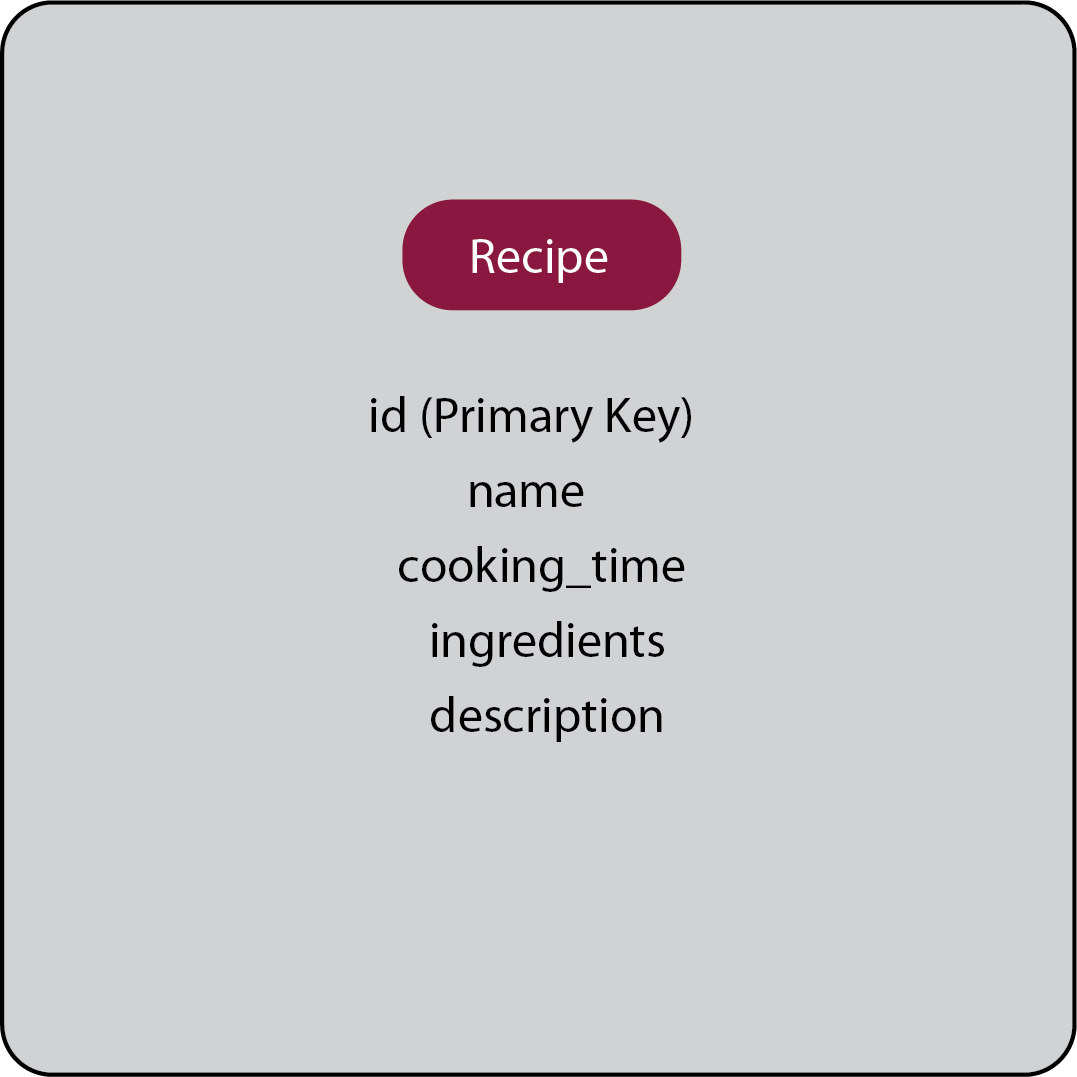 Recipe
id (Primary Key)
name
cooking_time
ingredients
description